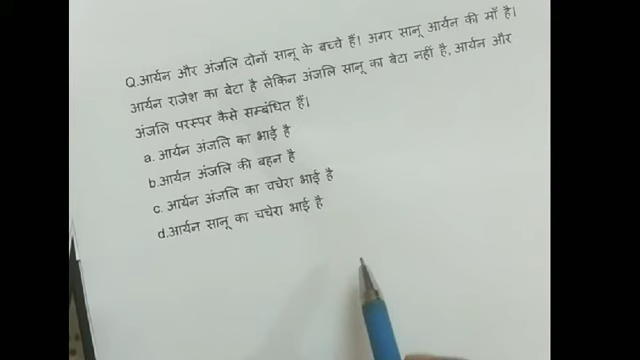 Q.आर्यन और अंजलि दोनों सानू के बच्चे हैं। अगर सानू आर्यन की माँ है।
आर्यन राजेश का बेटा है लेकिन अंजलि सानू का बेटा नहीं है, आर्यन और
अंजलि परस्पर कैसे सम्बंधित हैं।
a. आर्यन अंजलि का भाई है
b.आर्यन अंजलि की बहन है
c. आर्यन अंजलि का चचेरा भाई है
d.आर्यन सानू का चचेरा भाई है